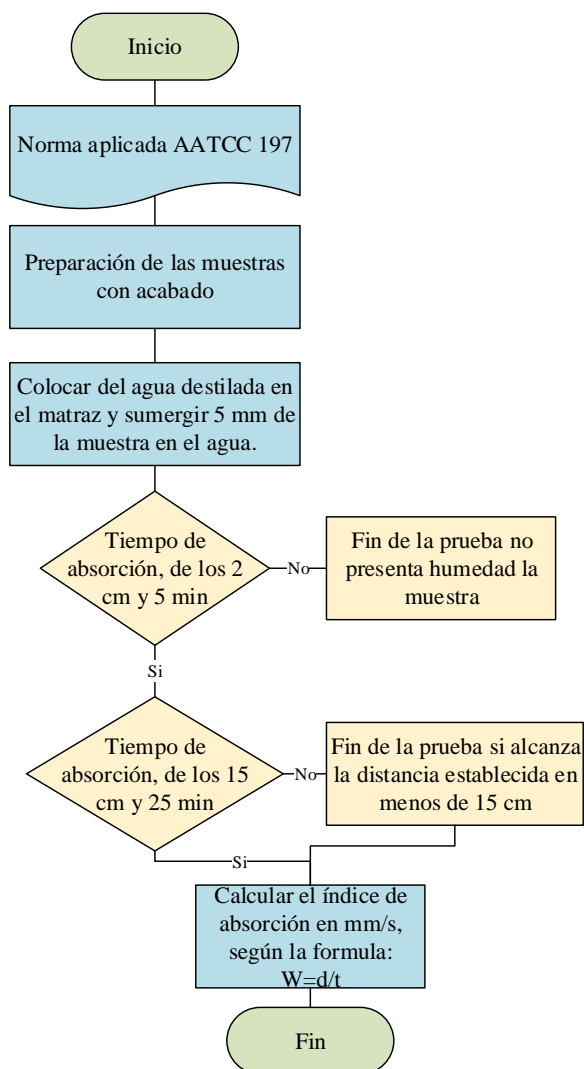 Inicio
Norma aplicada AATCC 197
Preparación de las muestras
con acabado
Colocar del agua destilada en
el matraz y sumergir 5 mm de
la muestra en el agua.
Tiempo de
absorción, de los 2
cm y 5 min
No
Fin de la prueba no
presenta humedad la
muestra
Si
Tiempo de
absorción, de los 15
cm y 25 min
No
Fin de la prueba si alcanza
la distancia establecida en
menos de 15 cm
Si
Calcular el índice de
absorción en mm/s,
según la formula:
W=d/t
Fin